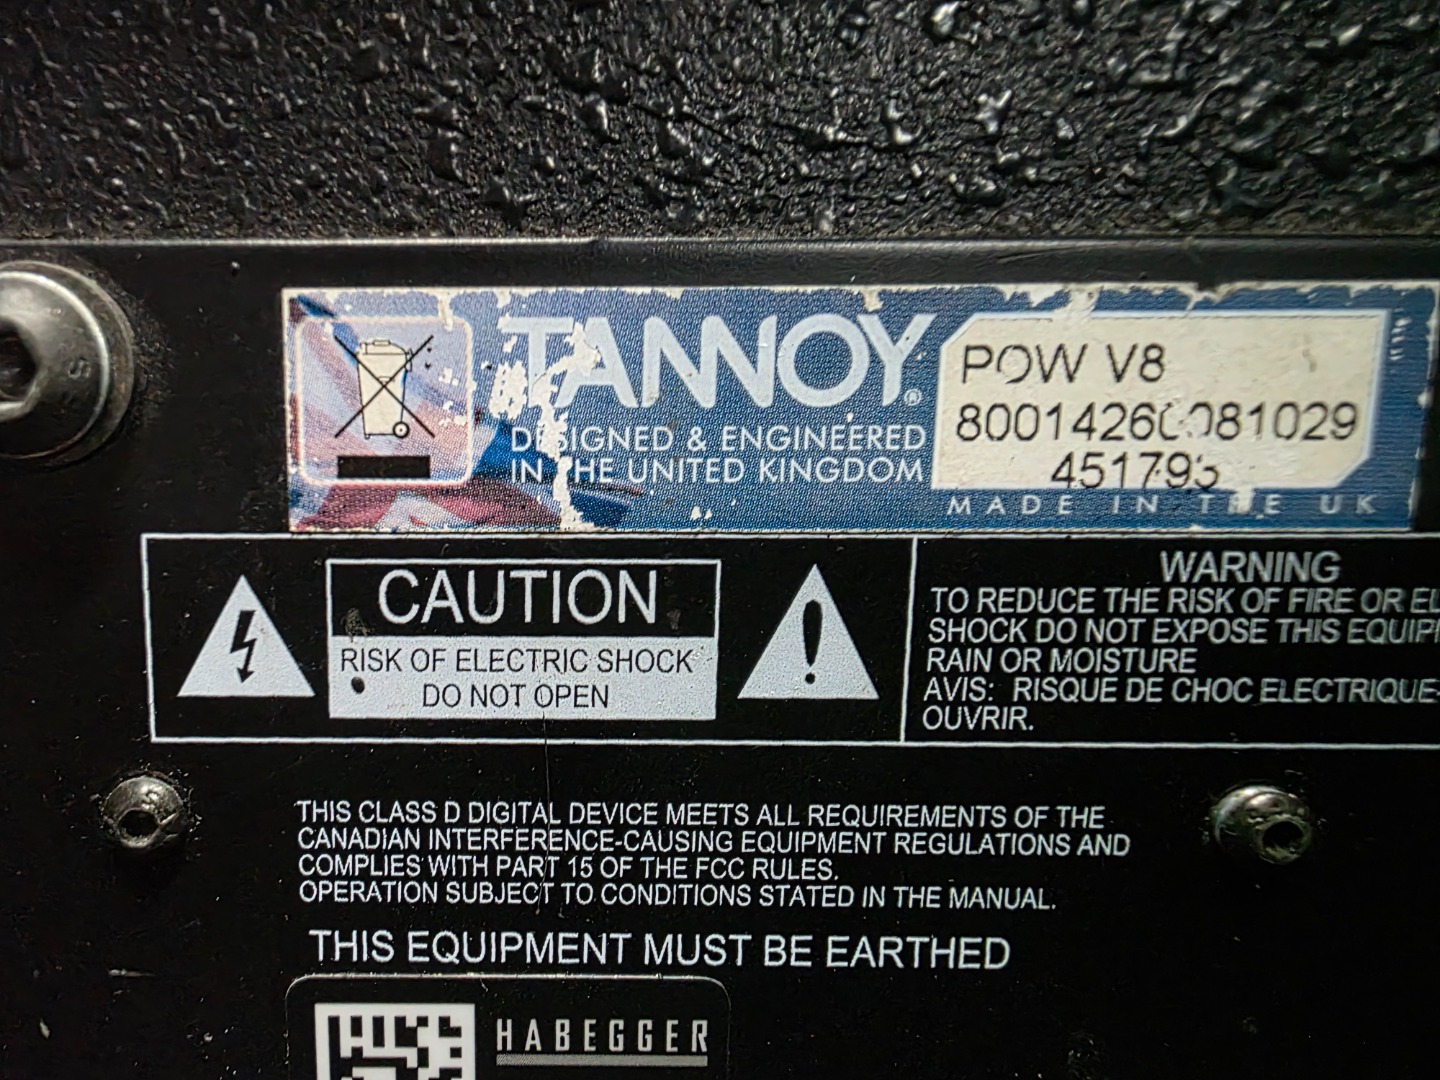 TANNOY®
DESIGNED & ENGINEERED
IN THE UNITED KINGDOM
POW V8
451793
MADE IN THE UK
CAUTION
RISK OF ELECTRIC SHOCK
DO NOT OPEN
WARNING
TO REDUCE THE RISK OF FIRE OR
SHOCK DO NOT EXPOSE THIS
RAIN OR MOISTURE
AVIS: RISQUE DE CHOC ELECTRIQUE
OUVRIR.
THIS CLASS D DIGITAL DEVICE MEETS ALL REQUIREMENTS OF THE
CANADIAN INTERFERENCE-CAUSING EQUIPMENT REGULATIONS AND
COMPLIES WITH PART 15 OF THE FCC RULES.
OPERATION SUBJECT TO CONDITIONS STATED IN THE MANUAL.
THIS EQUIPMENT MUST BE EARTHED
HABEGGER